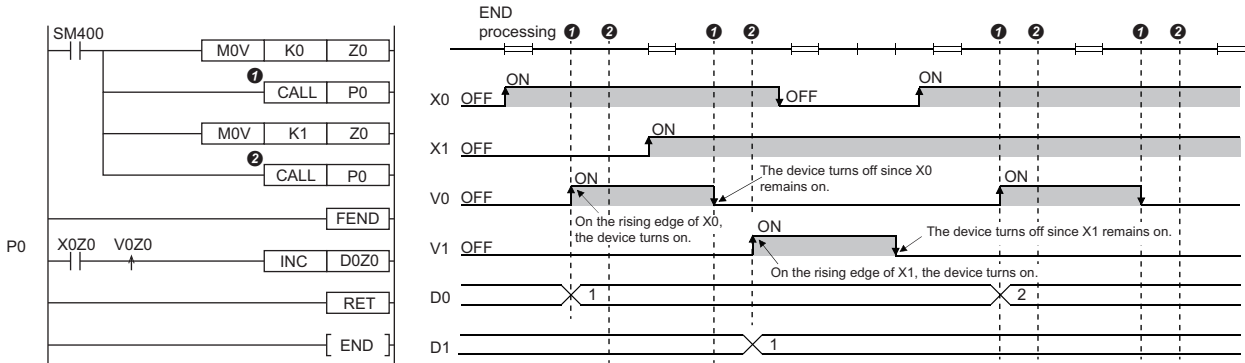 SM400
M0V K0 Z0
❶
CALL P0
M0V K1 Z0
❷
CALL P0
FEND
P0
X0Z0 V0Z0
INC D0Z0
RET
END
END
processing ❶ ❷ ❶ ❷ ❶ ❷ ❶ ❷
X0 OFF ON OFF ON
X1 OFF ON
V0 OFF ON ON
The device turns off since X0
remains on.
On the rising edge of X0,
the device turns on.
V1 OFF ON
The device turns off since X1 remains on.
On the rising edge of X1, the device turns on.
D0 1 2
D1 1